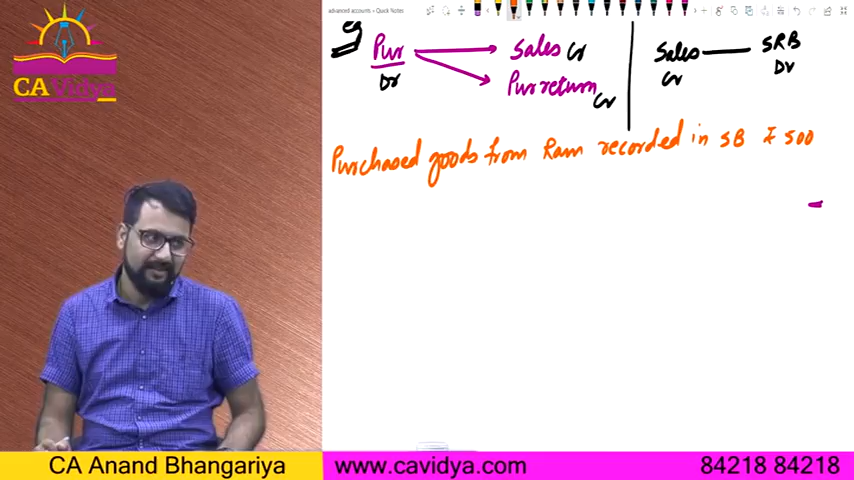 advanced accounts • Quick Notes
eg Pur Sales Cr Sales SRB
Dr Pur return Cr Cr Dr
Purchased goods from Ram recorded in SB ₹ 500
CA Vidya
CA Anand Bhangariya www.cavidya.com 84218 84218